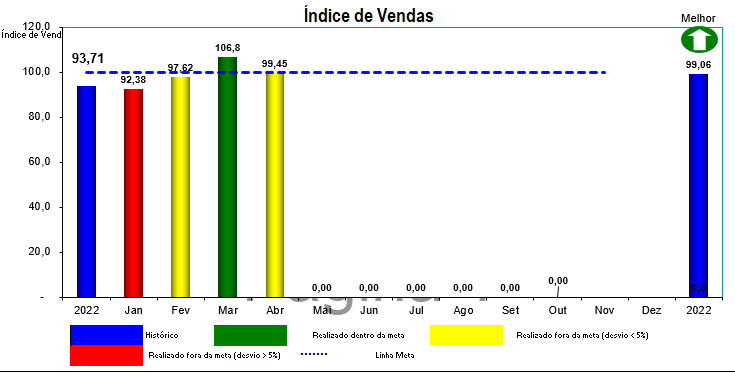 Índice de Vendas
Melhor
120,0
Índice de Vend
93,71
92,38
97,62
106,8
99,45
99,06
100,0
80,0
60,0
40,0
20,0
-
0,00 0,00 0,00 0,00 0,00 0,00 0,0
2022 Jan Fev Mar Abr Mai Jun Jul Ago Set Out Nov Dez 2022
Histórico Realizado dentro da meta Realizado fora da meta (desvio < 5%)
Realizado fora da meta (desvio > 5%) Linha Meta